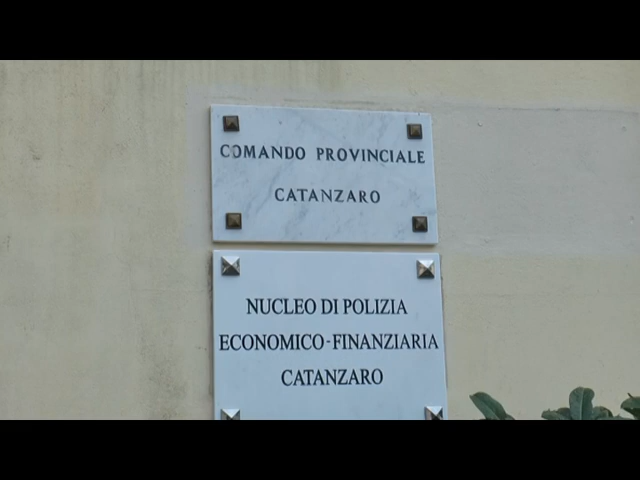 COMANDO PROVINCIALE
CATANZARO
NUCLEO DI POLIZIA
ECONOMICO-FINANZIARIA
CATANZARO